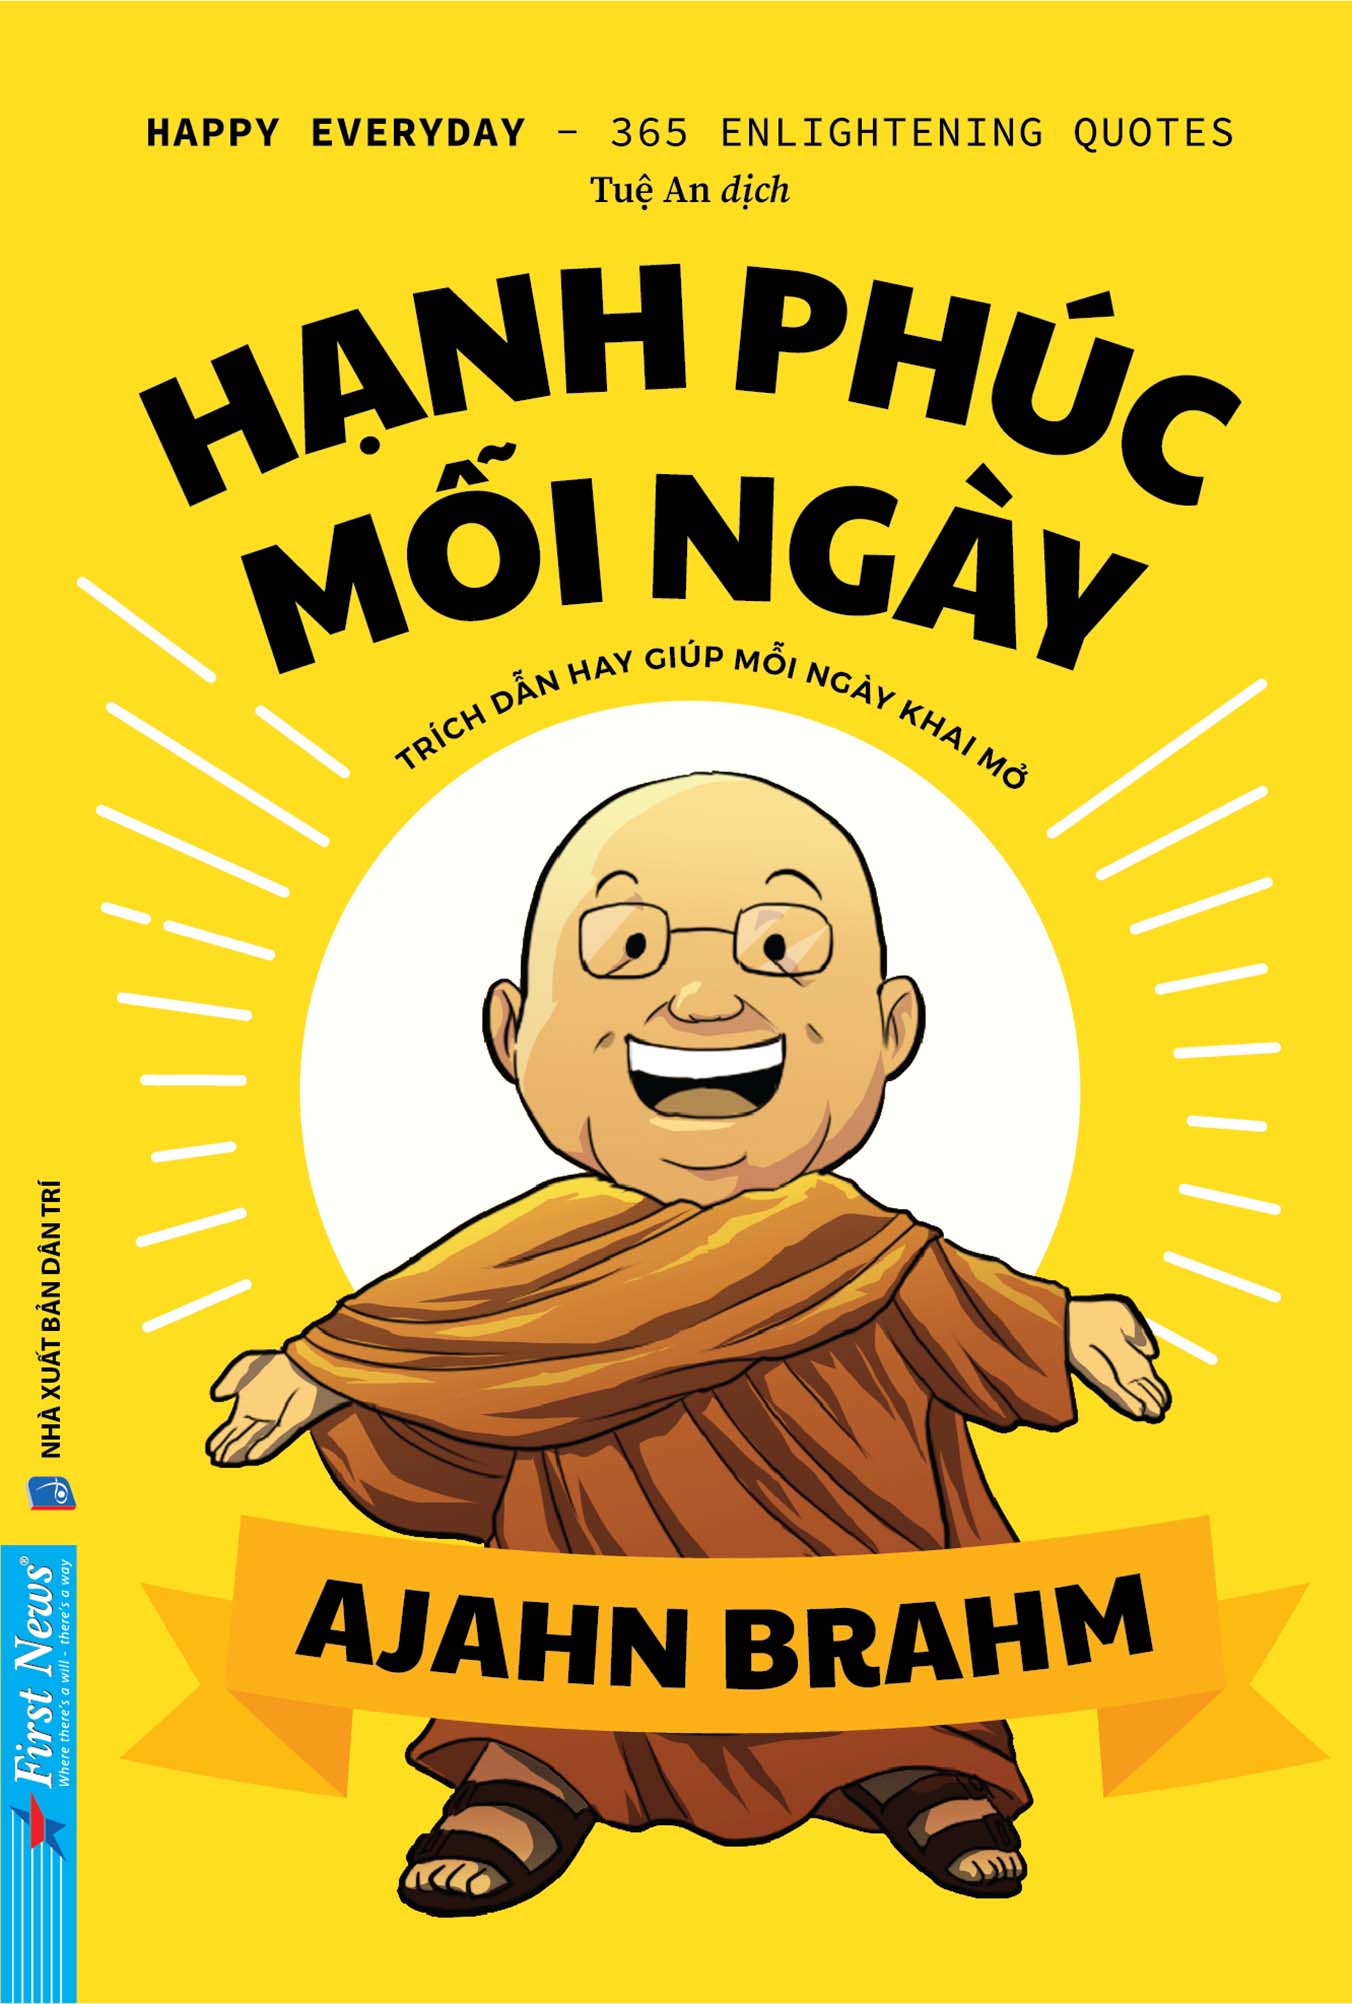 HAPPY EVERYDAY – 365 ENLIGHTENING QUOTES
Tuệ An dịch
HẠNH PHÚC
MỖI NGÀY
TRÍCH DẪN HAY GIÚP MỖI NGÀY KHAI MỞ
AJAHN BRAHM
NHÀ XUẤT BẢN DÂN TRÍ
First News®
Where there's a will - there's a way